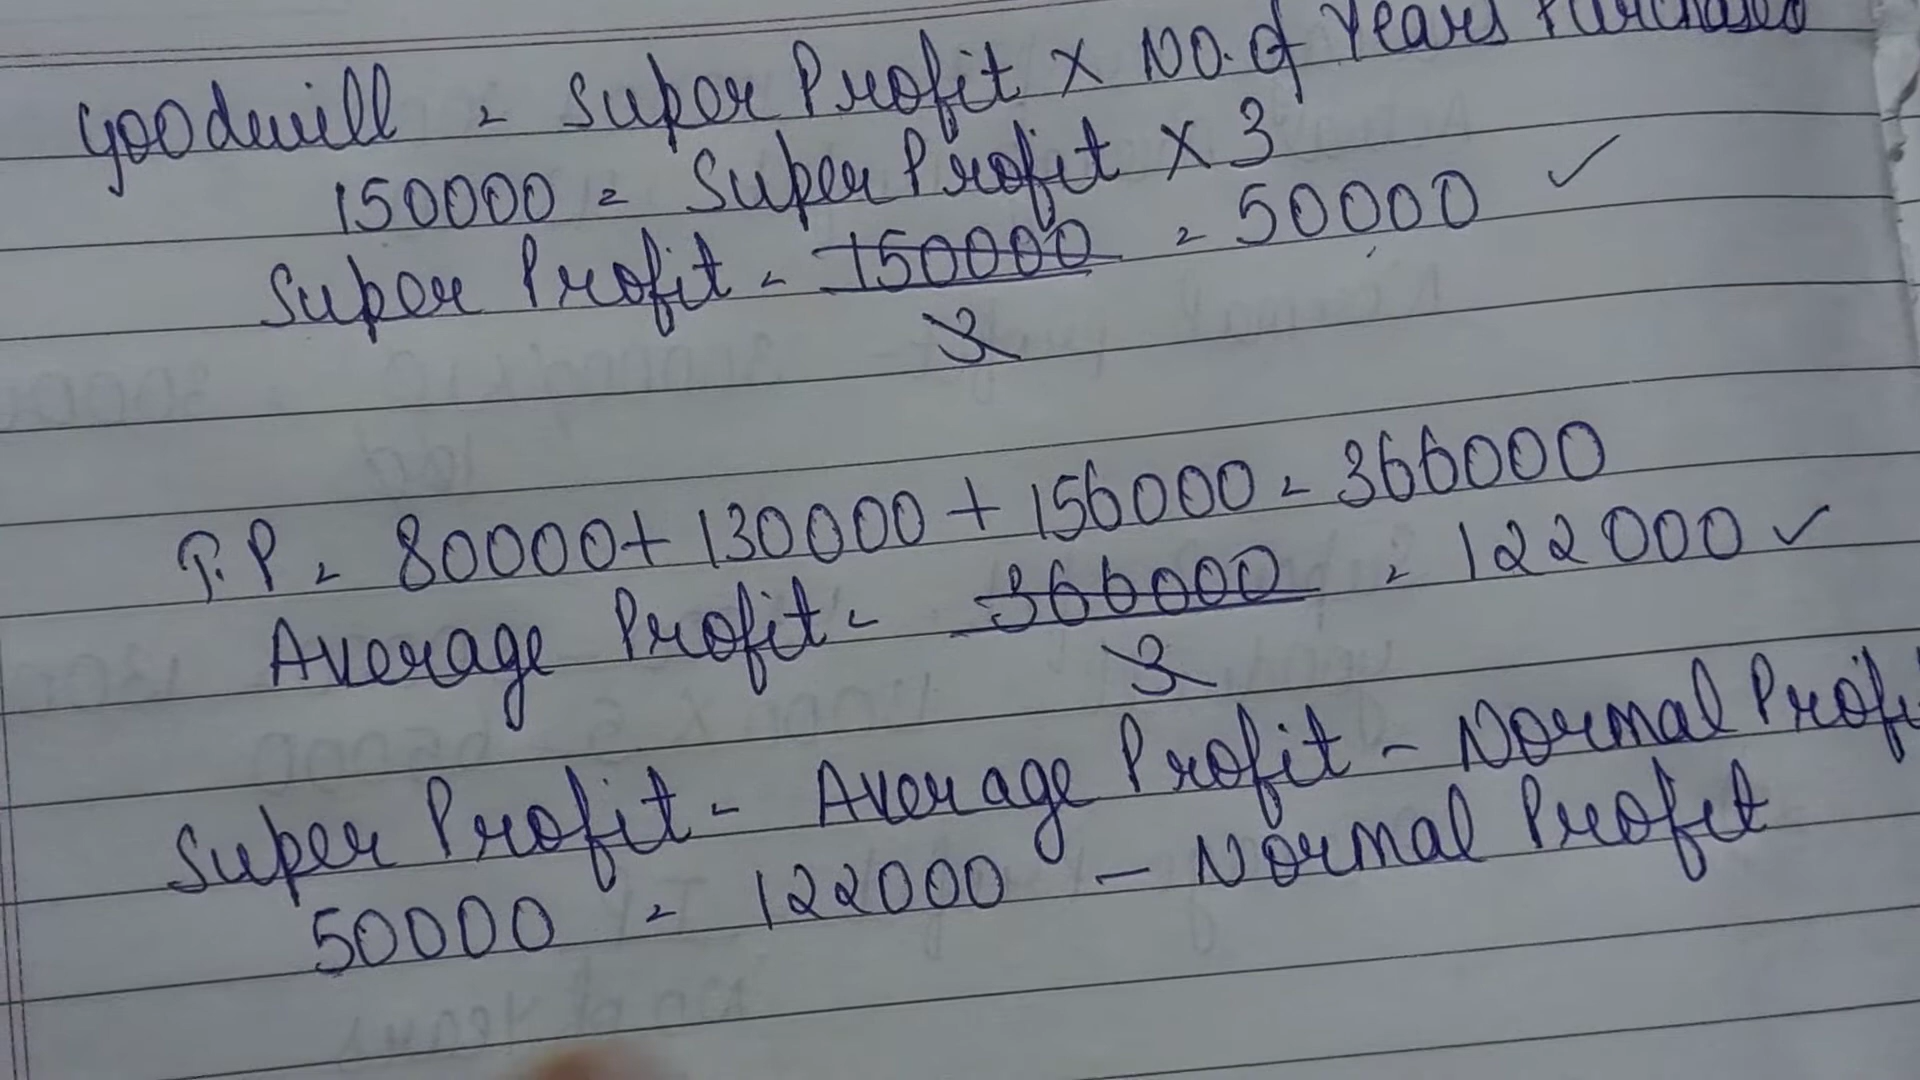 Goodwill = Super Profit × No. of Years Purchased
150000 = Super Profit × 3
Super Profit = 150000 = 50000 ✓
3
T.P = 80000 + 130000 + 156000 = 366000
Average Profit = 366000 = 122000 ✓
3
Super Profit = Average Profit - Normal Profi
50000 = 122000 - Normal Profit